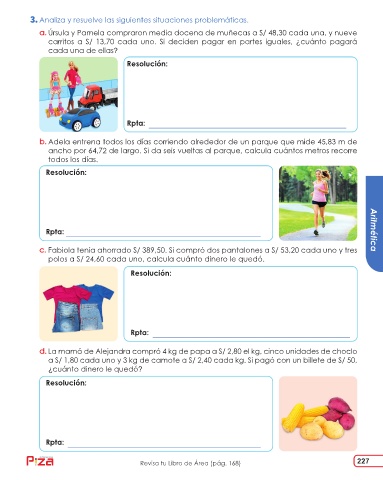 3. Analiza y resuelve las siguientes situaciones problemáticas.
a. Úrsula y Pamela compraron media docena de muñecas a S/ 48,30 cada una, y nueve
carritos a S/ 13,70 cada uno. Si deciden pagar en partes iguales, ¿cuánto pagará
cada una de ellas?
Resolución:
Rpta:
b. Adela entrena todos los días corriendo alrededor de un parque que mide 45,83 m de
ancho por 64,72 de largo. Si da seis vueltas al parque, calcula cuántos metros recorre
todos los días.
Resolución:
Rpta:
Aritmética
c. Fabiola tenía ahorrado S/ 389,50. Si compró dos pantalones a S/ 53,20 cada uno y tres
polos a S/ 24,60 cada uno, calcula cuánto dinero le quedó.
Resolución:
Rpta:
d. La mamá de Alejandra compró 4 kg de papa a S/ 2,80 el kg, cinco unidades de choclo
a S/ 1,80 cada uno y 3 kg de camote a S/ 2,40 cada kg. Si pagó con un billete de S/ 50,
¿cuánto dinero le quedó?
Resolución:
Rpta:
Piza
Revisa tu Libro de Área (pág. 168)
227